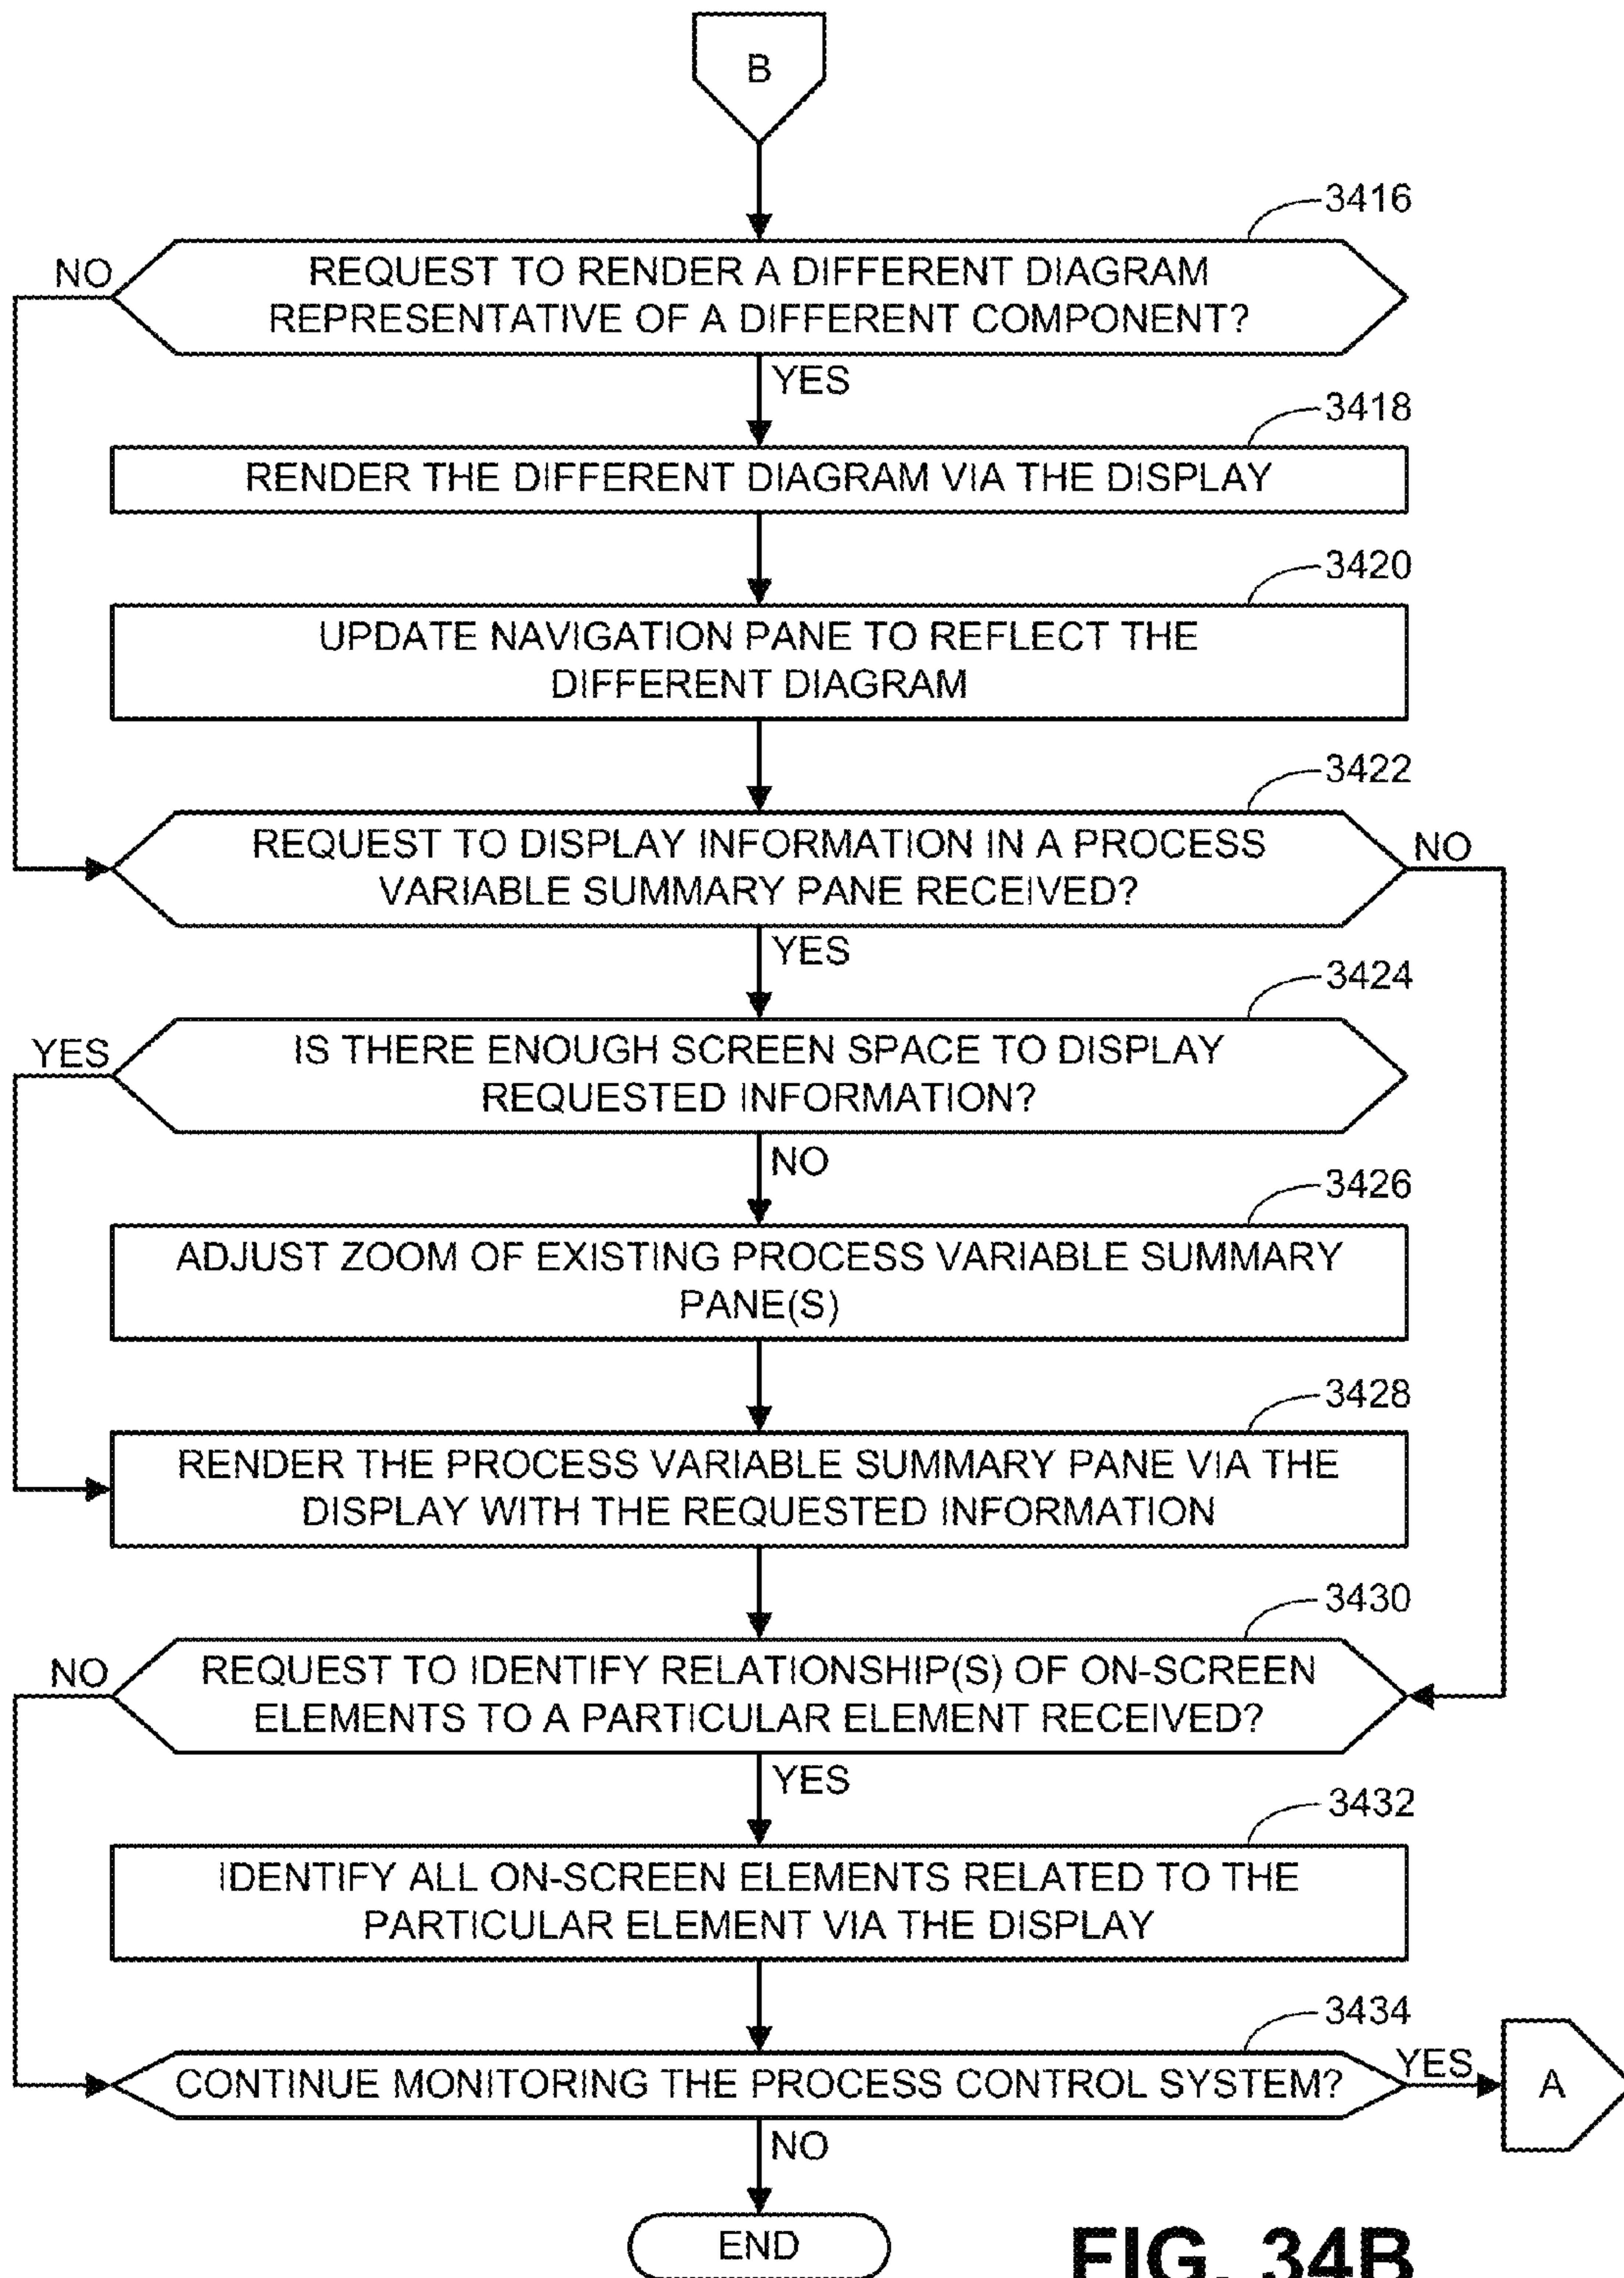 B
3416
NO
REQUEST TO RENDER A DIFFERENT DIAGRAM
REPRESENTATIVE OF A DIFFERENT COMPONENT?
YES
3418
RENDER THE DIFFERENT DIAGRAM VIA THE DISPLAY
3420
UPDATE NAVIGATION PANE TO REFLECT THE
DIFFERENT DIAGRAM
3422
REQUEST TO DISPLAY INFORMATION IN A PROCESS
VARIABLE SUMMARY PANE RECEIVED?
NO
YES
3424
YES
IS THERE ENOUGH SCREEN SPACE TO DISPLAY
REQUESTED INFORMATION?
NO
3426
ADJUST ZOOM OF EXISTING PROCESS VARIABLE SUMMARY
PANE(S)
3428
RENDER THE PROCESS VARIABLE SUMMARY PANE VIA THE
DISPLAY WITH THE REQUESTED INFORMATION
3430
NO
REQUEST TO IDENTIFY RELATIONSHIP(S) OF ON-SCREEN
ELEMENTS TO A PARTICULAR ELEMENT RECEIVED?
YES
3432
IDENTIFY ALL ON-SCREEN ELEMENTS RELATED TO THE
PARTICULAR ELEMENT VIA THE DISPLAY
3434
CONTINUE MONITORING THE PROCESS CONTROL SYSTEM?
YES
A
NO
END
FIG. 34B